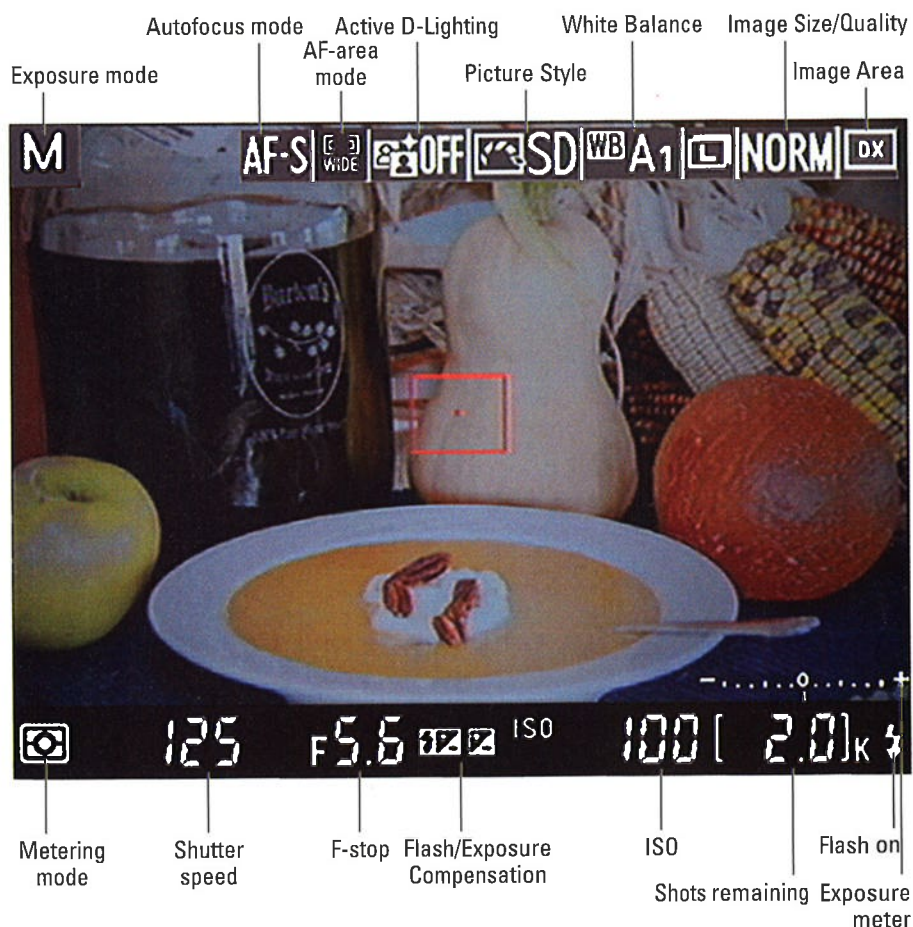 Autofocus mode Active D-Lighting White Balance Image Size/Quality
Exposure mode AF-area mode Picture Style Image Area
M AF-S WIDE OFF SD WB A1 L NORM DX
Burton's
- 0 +
125 F5.6 ISO 100 [ 2.0]K
Metering mode Shutter speed F-stop Flash/Exposure Compensation ISO Flash on
Shots remaining Exposure meter